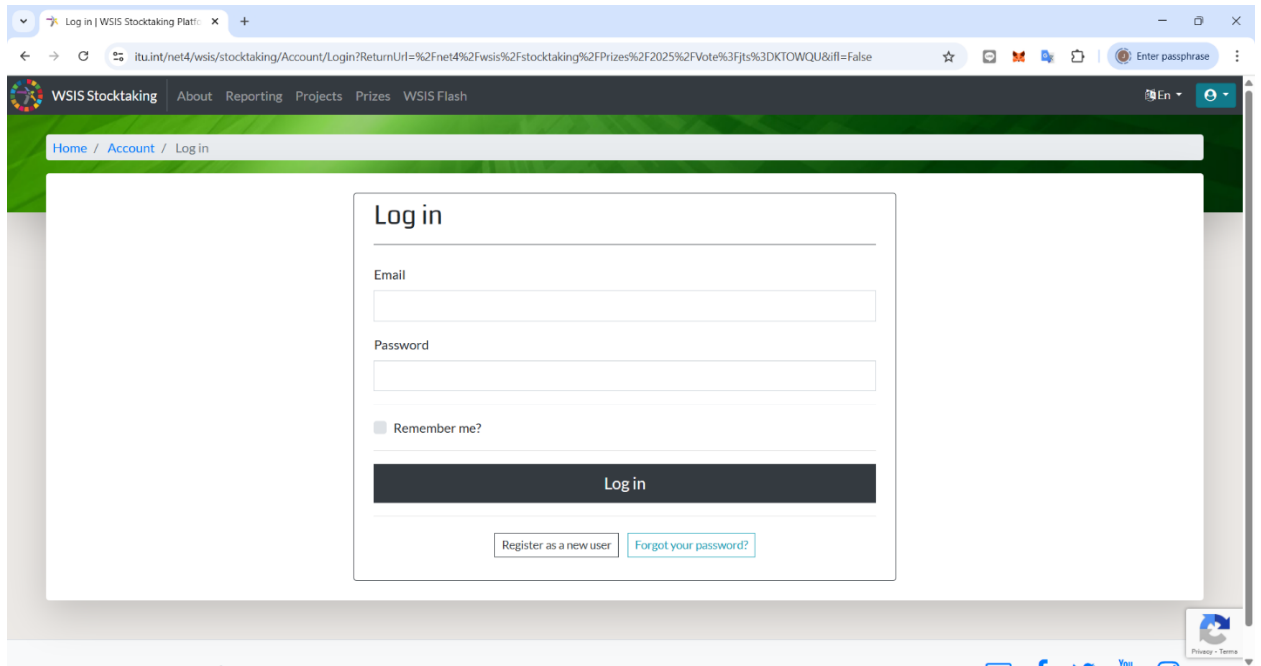 Log in | WSIS Stocktaking Platfo
itu.int/net4/wsis/stocktaking/Account/Login?ReturnUrl=%2Fnet4%2Fwsis%2Fstocktaking%2FPrizes%2F2025%2FVote%3Fjts%3DKTOWQU&ifl=False
Enter passphrase
WSIS Stocktaking About Reporting Projects Prizes WSIS Flash En
Home / Account / Log in
Log in
Email
Password
Remember me?
Log in
Register as a new user Forgot your password?
Privacy - Terms
You